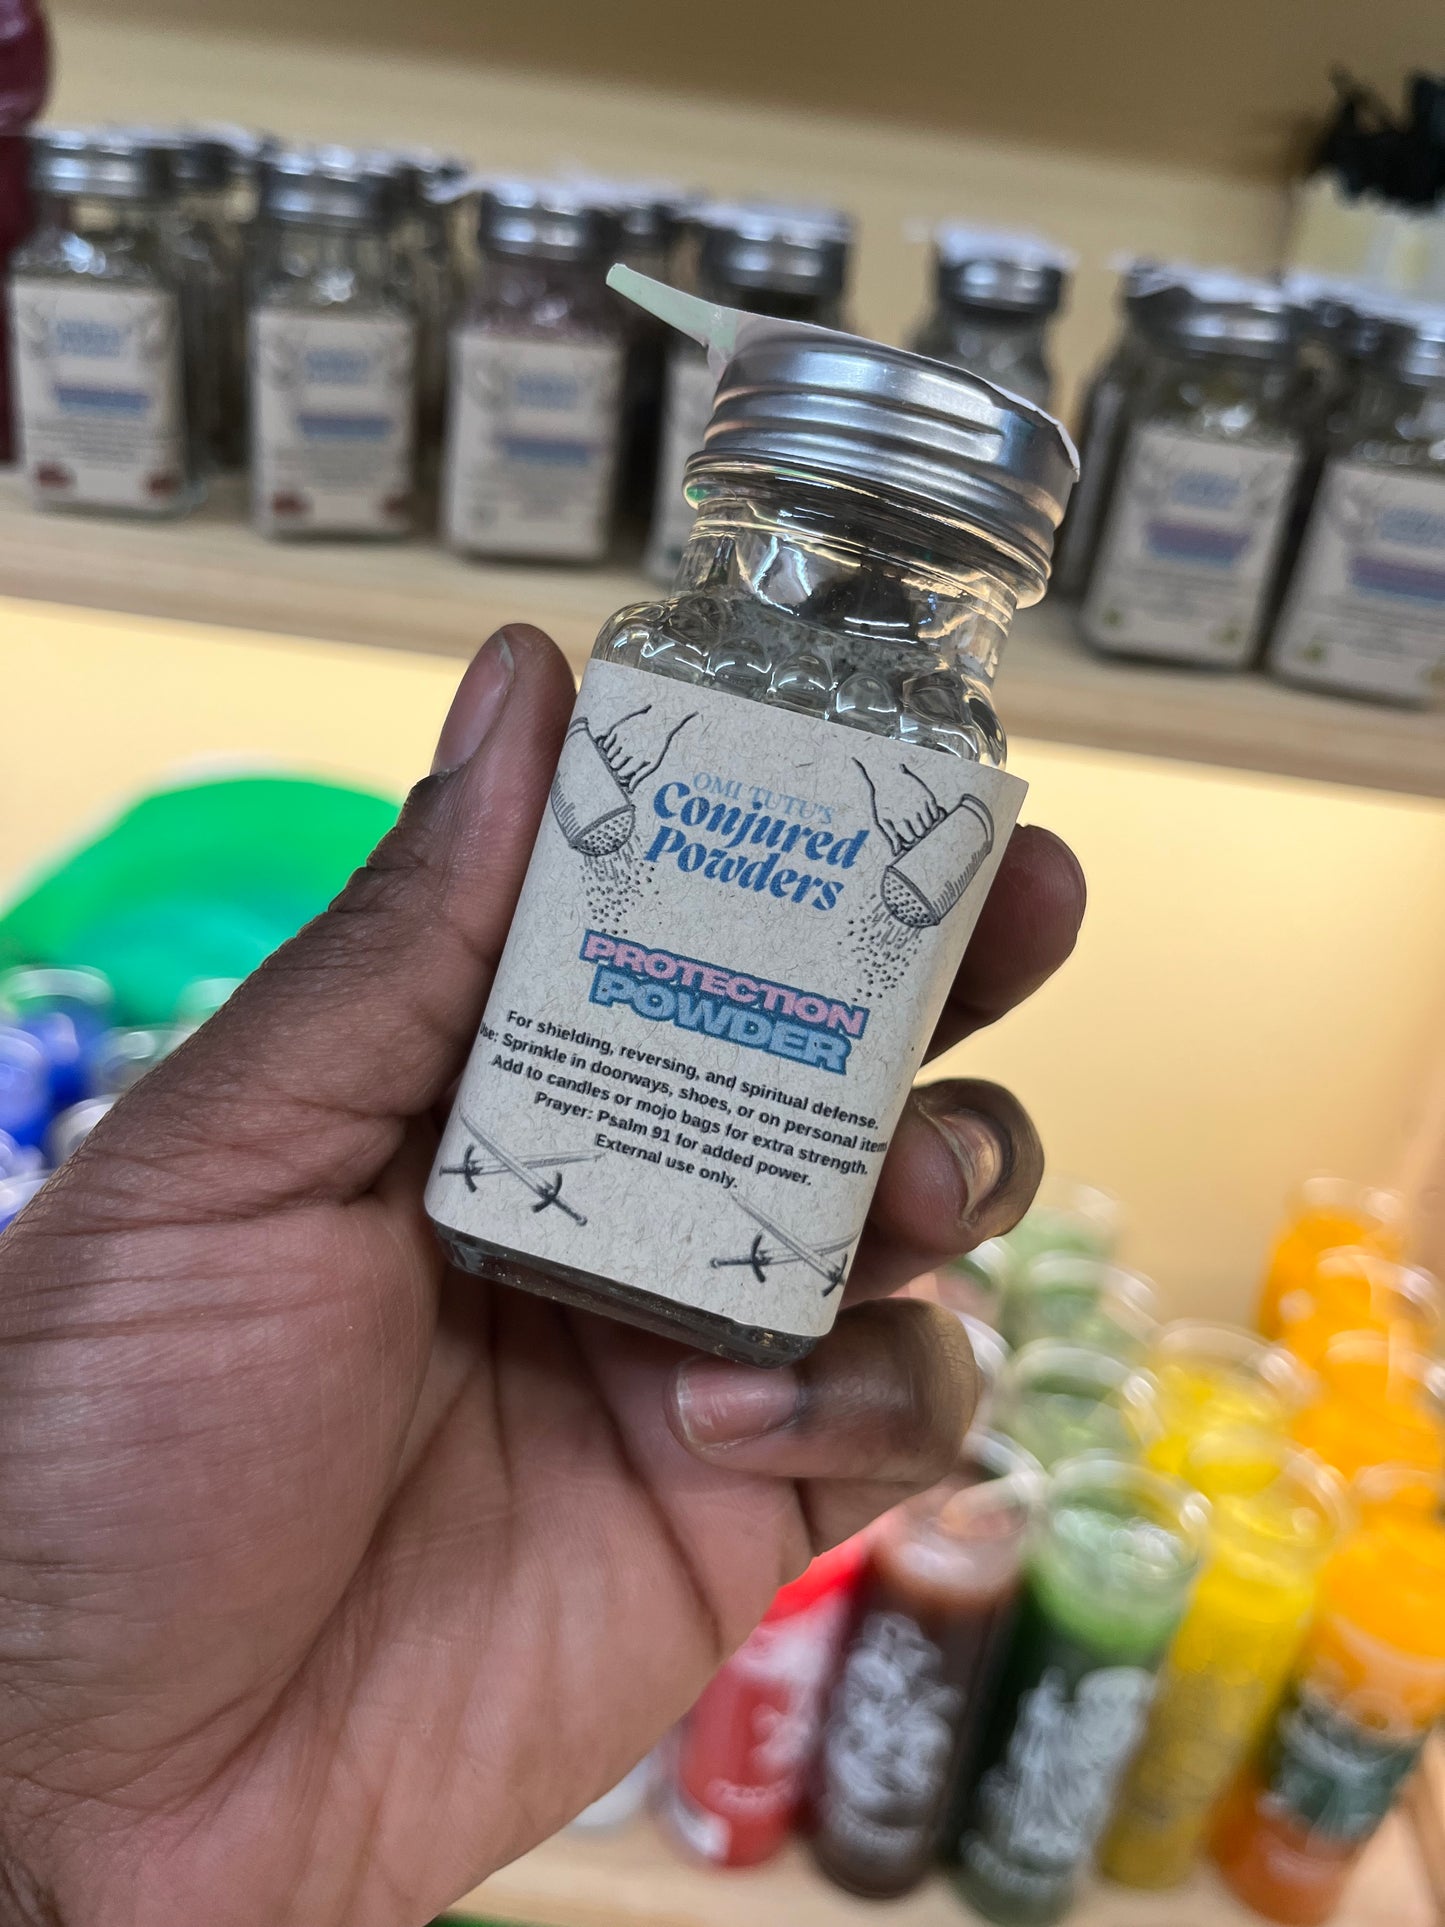 OMI TUTU'S
Conjured
Powders
PROTECTION
POWDER
For shielding, reversing, and spiritual defense.
Use: Sprinkle in doorways, shoes, or on personal items
Add to candles or mojo bags for extra strength.
Prayer: Psalm 91 for added power.
External use only.